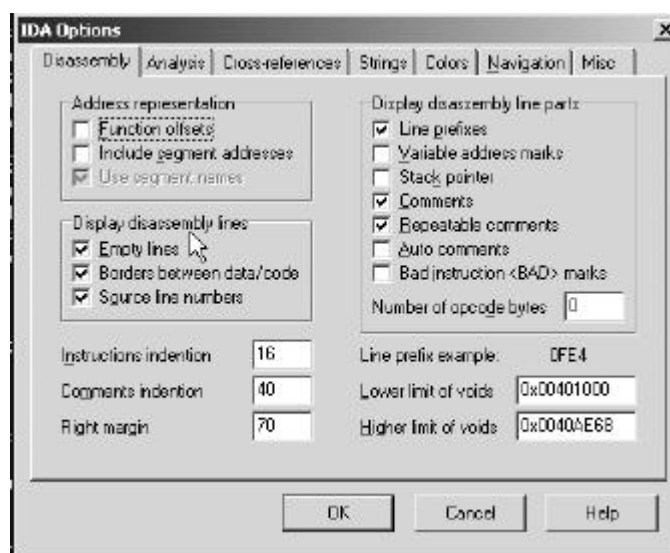 IDA Options
Disassembly Analysis Cross-references Strings Colors Navigation Misc
Address representation
Function offsets
Include segment addresses
Use segment names
Display disassembly lines
Empty lines
Borders between data/code
Source line numbers
Display disassembly line parts
Line prefixes
Variable address marks
Stack pointer
Comments
Repeatable comments
Auto comments
Bad instruction <BAD> marks
Number of opcode bytes 0
Instructions indention 16
Comments indention 40
Right margin 70
Line prefix example: 0FE4
Lower limit of voids 0x00401000
Higher limit of voids 0x0040AE68
OK Cancel Help